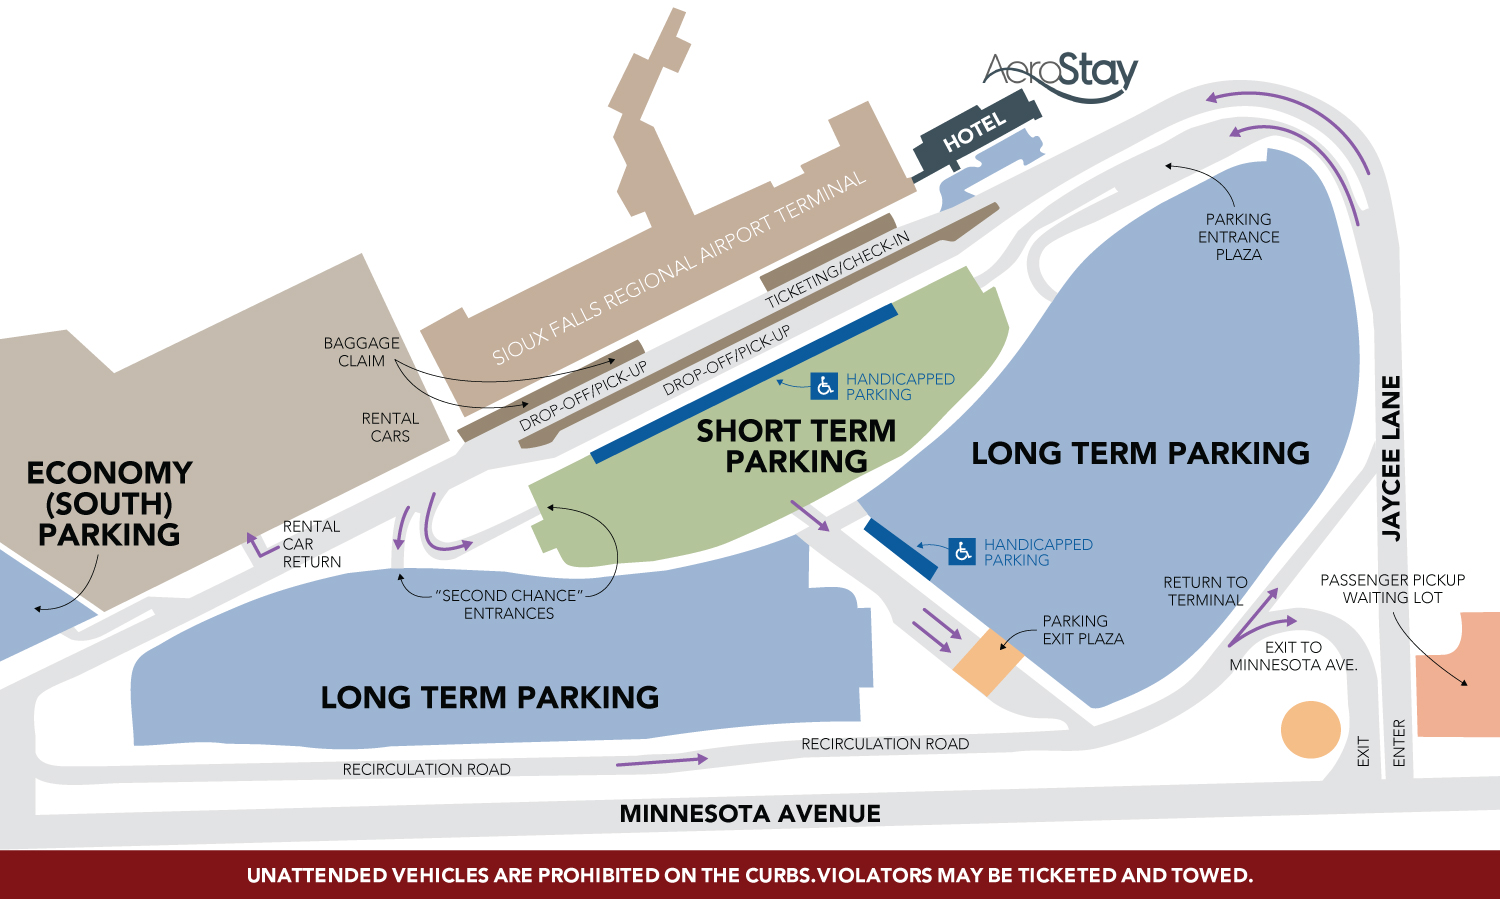 AeroStay
HOTEL
SIOUX FALLS REGIONAL AIRPORT TERMINAL
PARKING
ENTRANCE
PLAZA
TICKETING/CHECK-IN
DROP-OFF/PICK-UP
DROP-OFF/PICK-UP
BAGGAGE
CLAIM
RENTAL
CARS
HANDICAPPED
PARKING
SHORT TERM
PARKING
LONG TERM PARKING
JAYCEE LANE
ECONOMY
(SOUTH)
PARKING
RENTAL
CAR
RETURN
HANDICAPPED
PARKING
"SECOND CHANCE"
ENTRANCES
RETURN TO
TERMINAL
PASSENGER PICKUP
WAITING LOT
PARKING
EXIT PLAZA
EXIT TO
MINNESOTA AVE.
LONG TERM PARKING
EXIT
ENTER
RECIRCULATION ROAD
RECIRCULATION ROAD
MINNESOTA AVENUE
UNATTENDED VEHICLES ARE PROHIBITED ON THE CURBS.VIOLATORS MAY BE TICKETED AND TOWED.